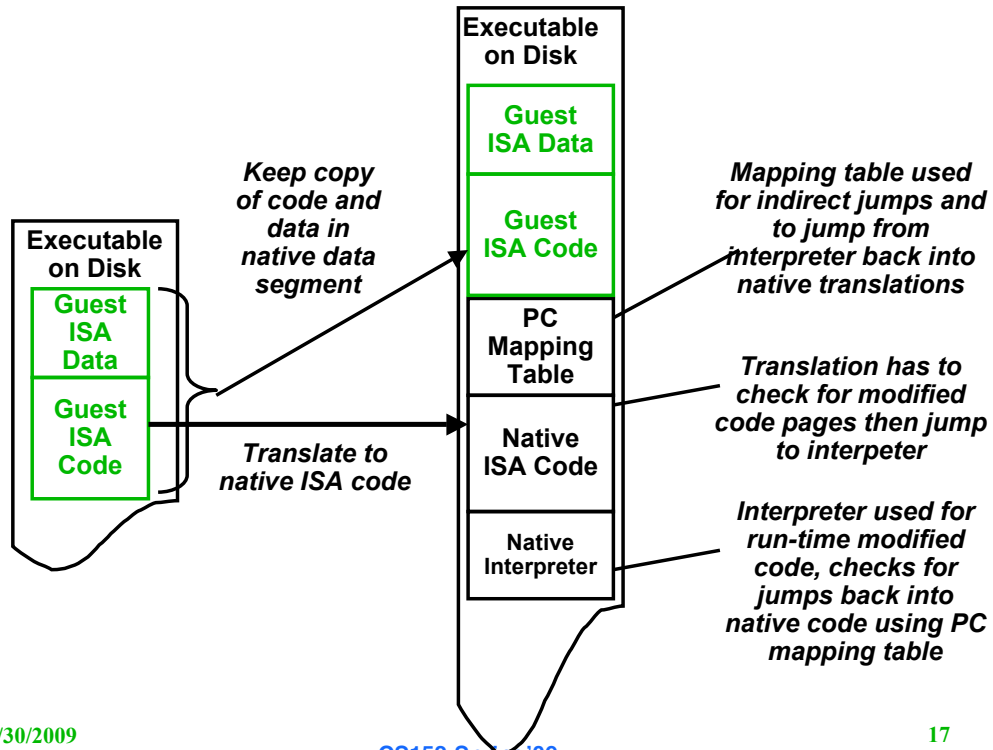 Executable
on Disk
Guest
ISA
Data
Guest
ISA
Code
Keep copy
of code and
data in
native data
segment
Translate to
native ISA code
Executable
on Disk
Guest
ISA Data
Guest
ISA Code
PC
Mapping
Table
Native
ISA Code
Native
Interpreter
Mapping table used
for indirect jumps and
to jump from
interpreter back into
native translations
Translation has to
check for modified
code pages then jump
to interpeter
Interpreter used for
run-time modified
code, checks for
jumps back into
native code using PC
mapping table
/30/2009
17